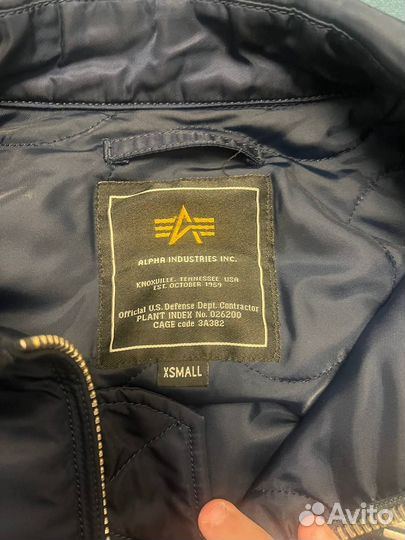 ALPHA INDUSTRIES INC.
KNOXVILLE, TENNESSEE USA
EST. OCTOBER 1959
Official U.S. Defense Dept. Contractor
PLANT INDEX No. 026200
CAGE code 3A382
XSMALL
Avito